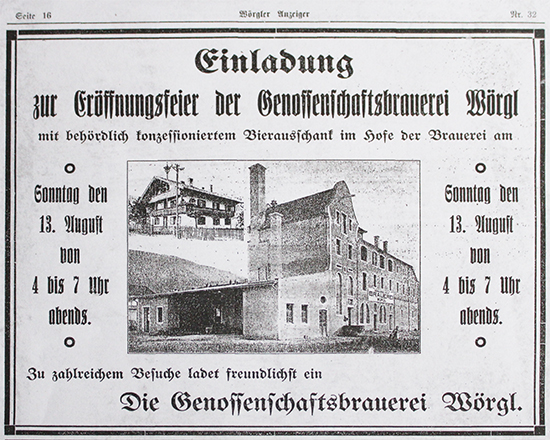 Seite 16 Wörgler Anzeiger Nr. 32
Einladung
zur Eröffnungsfeier der Genossenschaftsbrauerei Wörgl
mit behördlich konzessioniertem Bierausschank im Hofe der Brauerei am
Sonntag den
13. August
von
4 bis 7 Uhr
abends.
Sonntag den
13. August
von
4 bis 7 Uhr
abends.
Zu zahlreichem Besuche ladet freundlichst ein
Die Genossenschaftsbrauerei Wörgl.